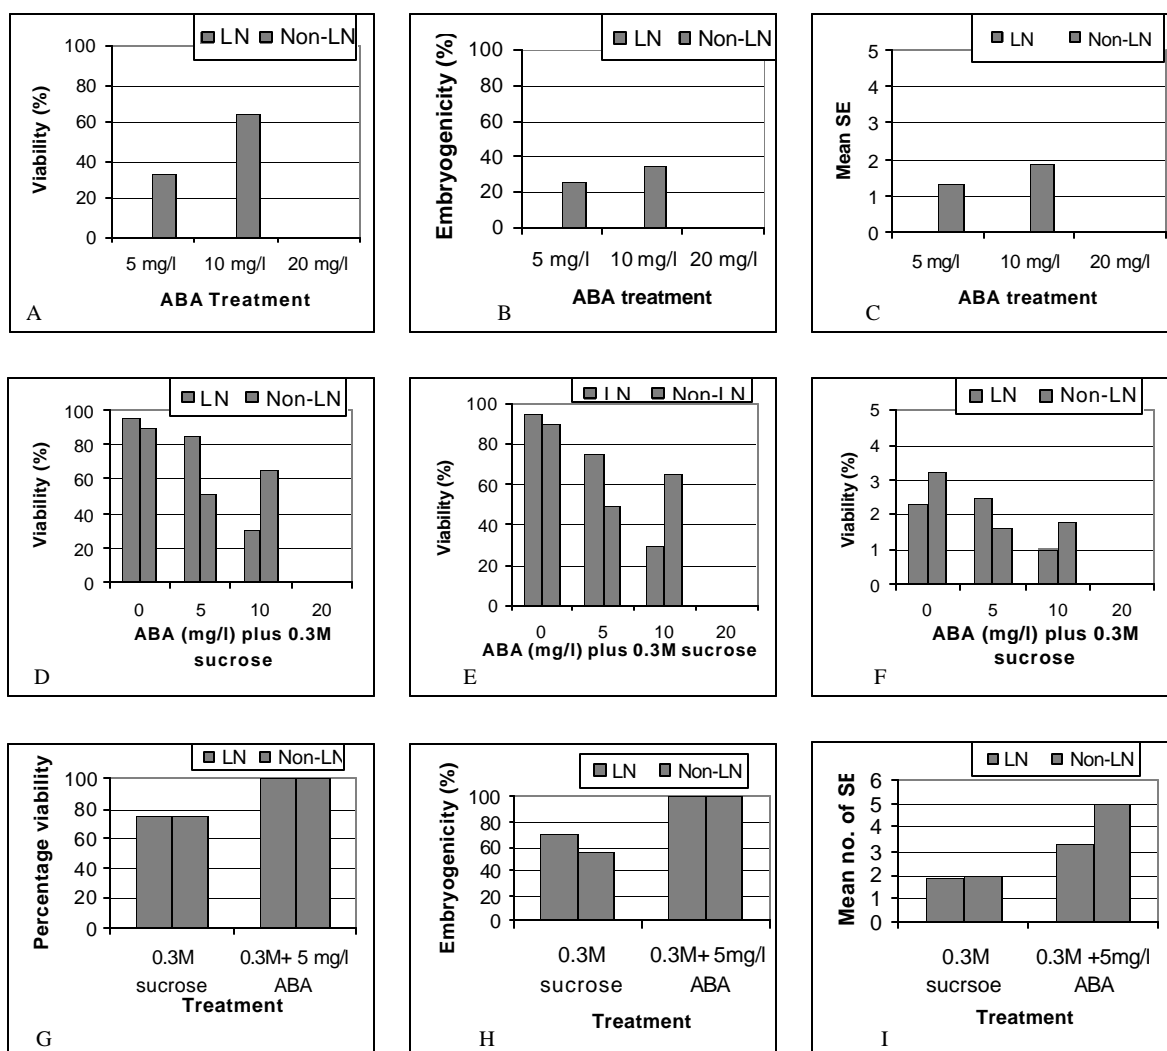 LN Non-LN
Viability (%)
100
80
60
40
20
0
5 mg/l 10 mg/l 20 mg/l
ABA Treatment
A
LN Non-LN
Embryogenicity (%)
100
80
60
40
20
0
5 mg/l 10 mg/l 20 mg/l
ABA treatment
B
LN Non-LN
Mean SE
5
4
3
2
1
0
5 mg/l 10 mg/l 20 mg/l
ABA treatment
C
LN Non-LN
Viability (%)
100
80
60
40
20
0
0 5 10 20
ABA (mg/l) plus 0.3M
sucrose
D
LN Non-LN
Viability (%)
100
80
60
40
20
0
0 5 10 20
ABA (mg/l) plus 0.3M sucrose
E
LN Non-LN
Viability (%)
5
4
3
2
1
0
0 5 10 20
ABA (mg/l) plus 0.3M
sucrose
F
LN Non-LN
Percentage viability
100
80
60
40
20
0
0.3M 0.3M+ 5 mg/l
sucrose ABA
Treatment
G
LN Non-LN
Embryogenicity (%)
100
80
60
40
20
0
0.3M 0.3M+ 5mg/l
sucrose ABA
Treatment
H
LN Non-LN
Mean no. of SE
6
5
4
3
2
1
0
0.3M 0.3M +5mg/l
sucrsoe ABA
Treatment
I